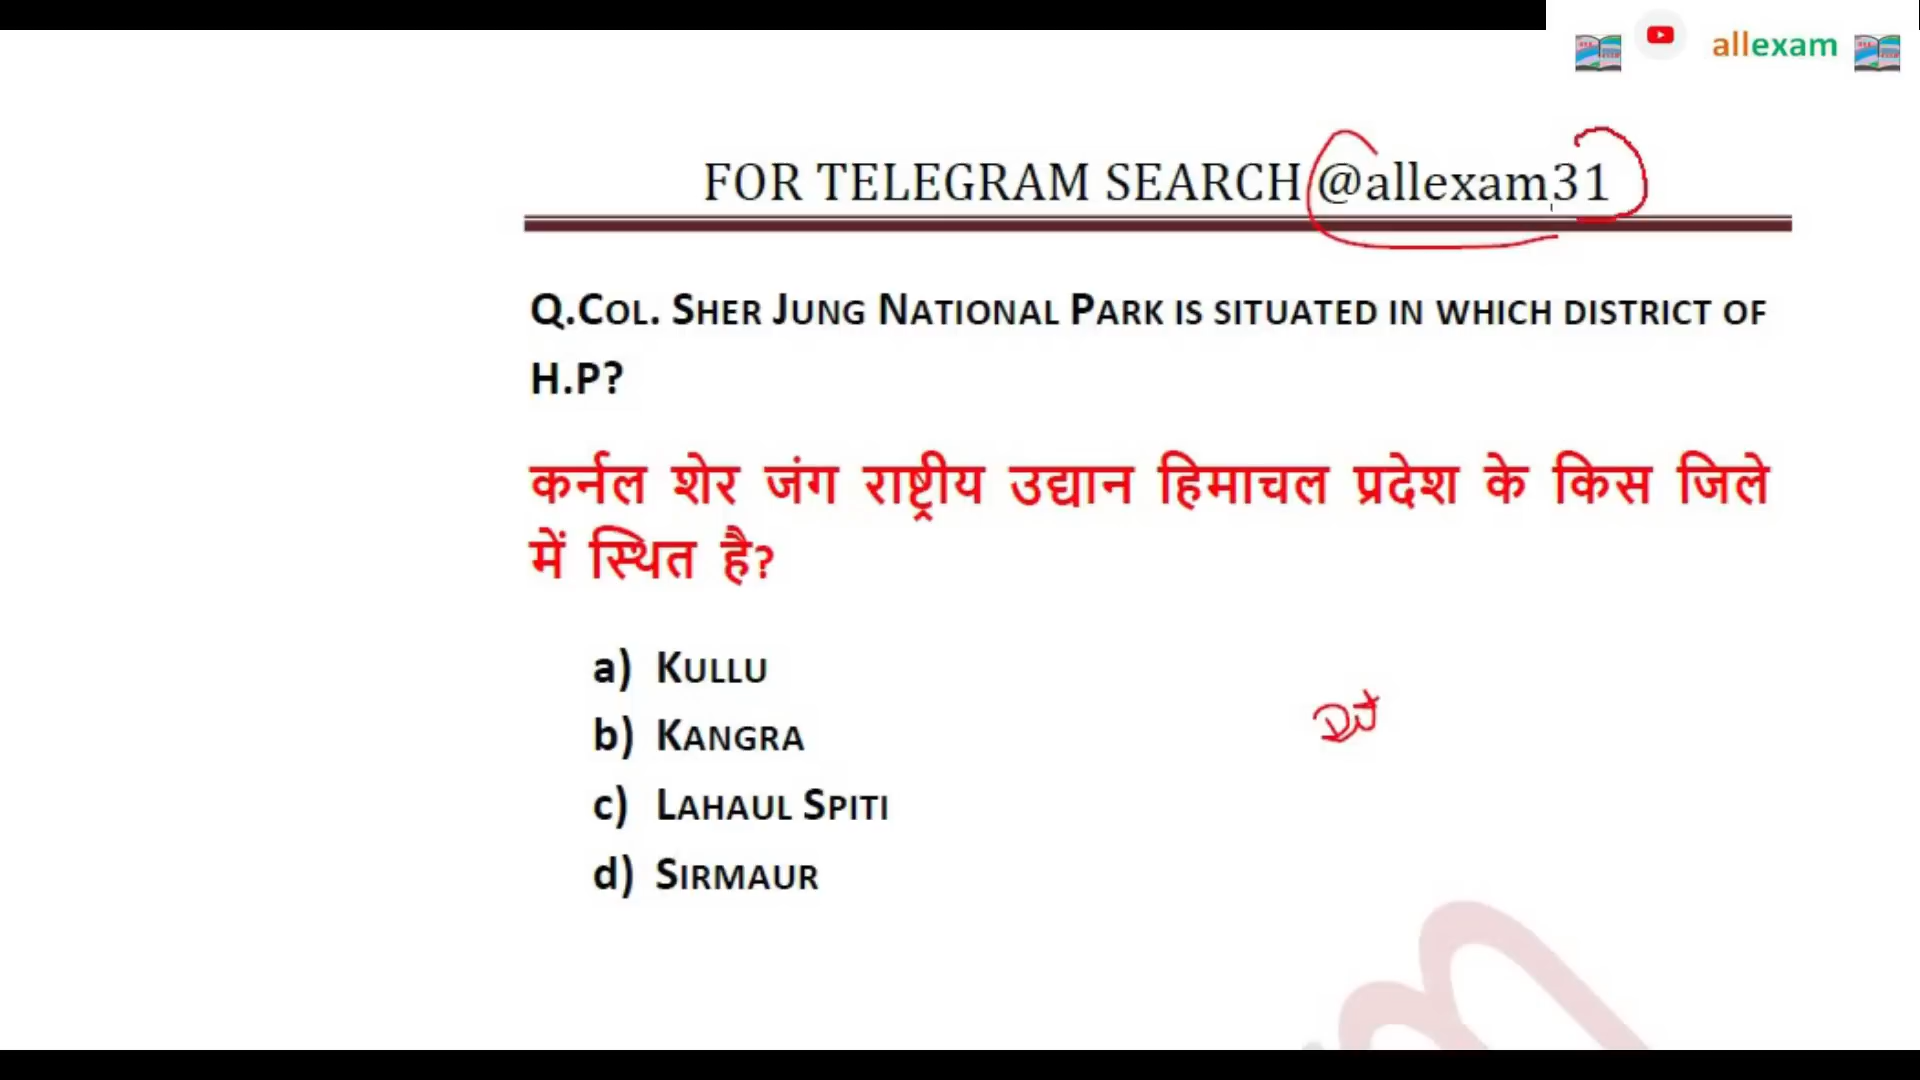 allexam
FOR TELEGRAM SEARCH @allexam31
Q.COL. SHER JUNG NATIONAL PARK IS SITUATED IN WHICH DISTRICT OF
H.P?
कर्नल शेर जंग राष्ट्रीय उद्यान हिमाचल प्रदेश के किस जिले
में स्थित है?
a) KULLU
b) KANGRA
c) LAHAUL SPITI
d) SIRMAUR